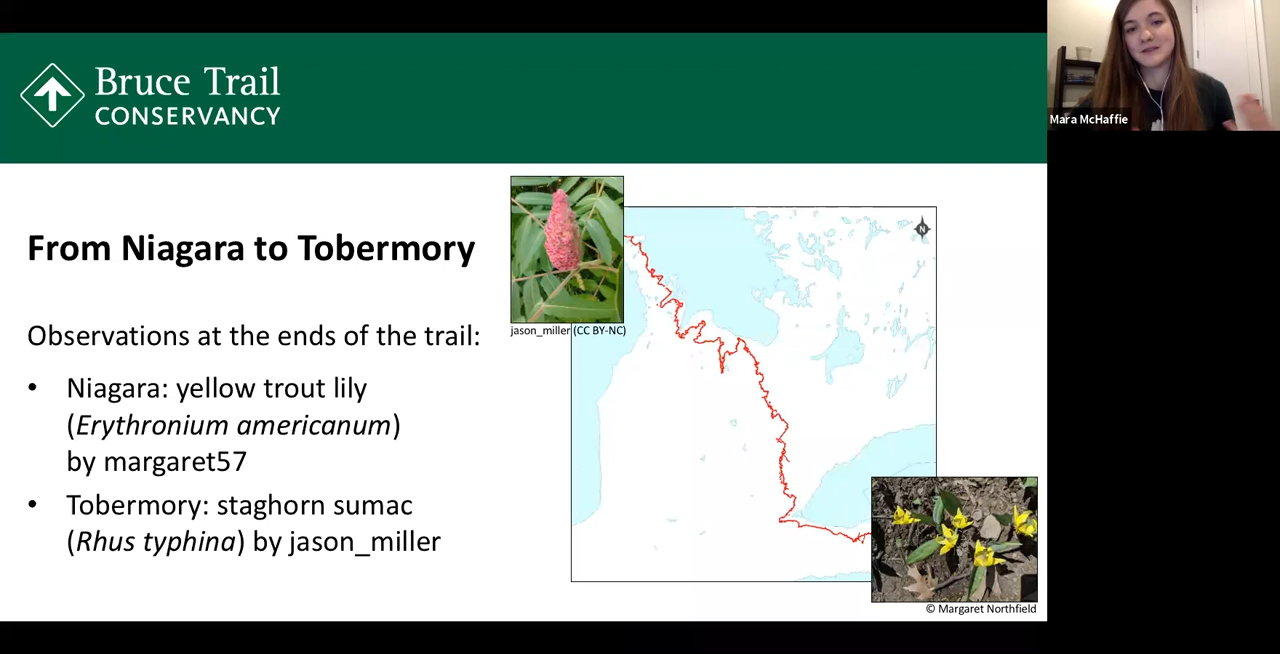 Bruce Trail
CONSERVANCY
Mara McHaffie
From Niagara to Tobermory
Observations at the ends of the trail:
• Niagara: yellow trout lily
(Erythronium americanum)
by margaret57
• Tobermory: staghorn sumac
(Rhus typhina) by jason_miller
jason_miller (CC BY-NC)
N
© Margaret Northfield